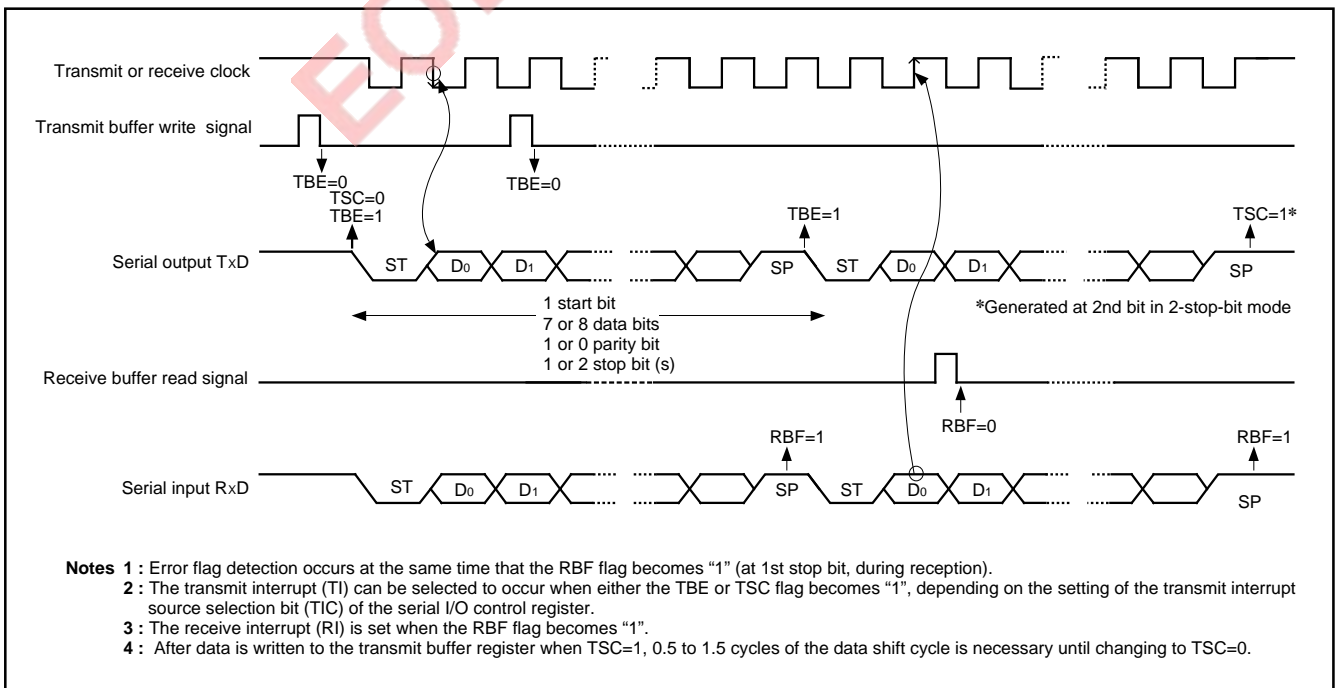 EO
Transmit or receive clock
Transmit buffer write signal
TBE=0
TSC=0
TBE=1
TBE=0
TBE=1
TSC=1*
Serial output TxD
ST
D0
D1
SP
ST
D0
D1
SP
1 start bit
7 or 8 data bits
1 or 0 parity bit
1 or 2 stop bit (s)
*Generated at 2nd bit in 2-stop-bit mode
Receive buffer read signal
RBF=0
RBF=1
RBF=1
Serial input RxD
ST
D0
D1
SP
ST
D0
D1
SP
Notes 1 : Error flag detection occurs at the same time that the RBF flag becomes “1” (at 1st stop bit, during reception).
2 : The transmit interrupt (TI) can be selected to occur when either the TBE or TSC flag becomes “1”, depending on the setting of the transmit interrupt
source selection bit (TIC) of the serial I/O control register.
3 : The receive interrupt (RI) is set when the RBF flag becomes “1”.
4 : After data is written to the transmit buffer register when TSC=1, 0.5 to 1.5 cycles of the data shift cycle is necessary until changing to TSC=0.